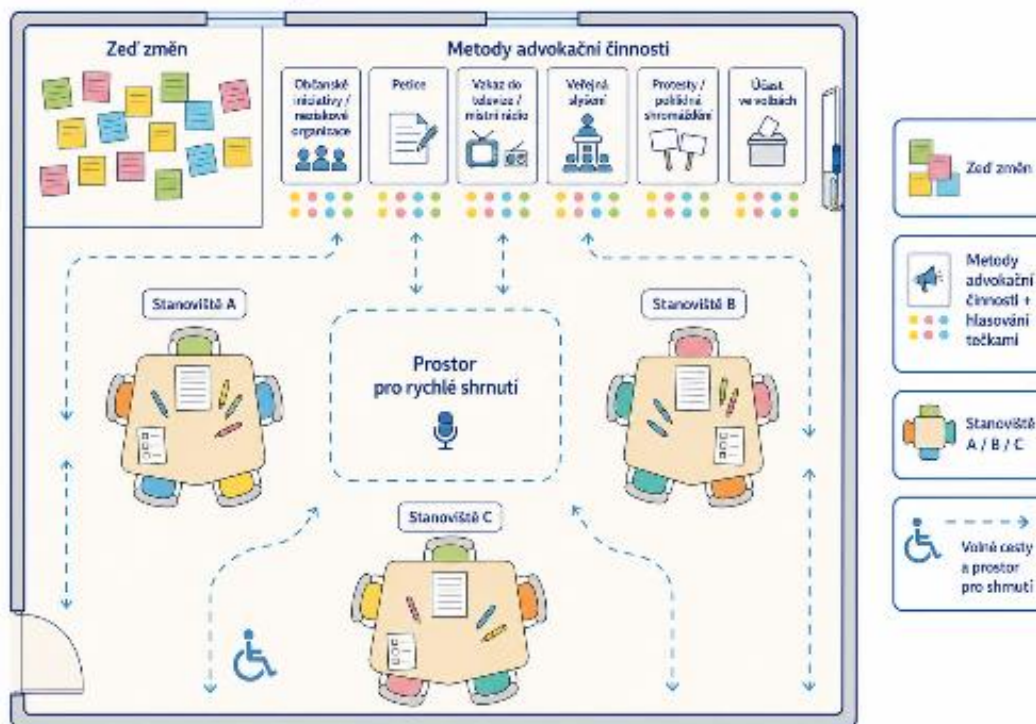 Zeď změn
Metody advokační činnosti
Občanské
iniciativy /
neziskové
organizace
Petice
Vzkaz do
televize /
místní rádio
Veřejná
slyšení
Protesty /
poklidná
shromáždění
Účast
ve volbách
Stanoviště A
Stanoviště B
Prostor
pro rychlé shrnutí
Stanoviště C
Zeď změn
Metody
advokační
činnosti +
hlasování
tečkami
Stanoviště
A / B / C
Volné cesty
a prostor
pro shrnutí